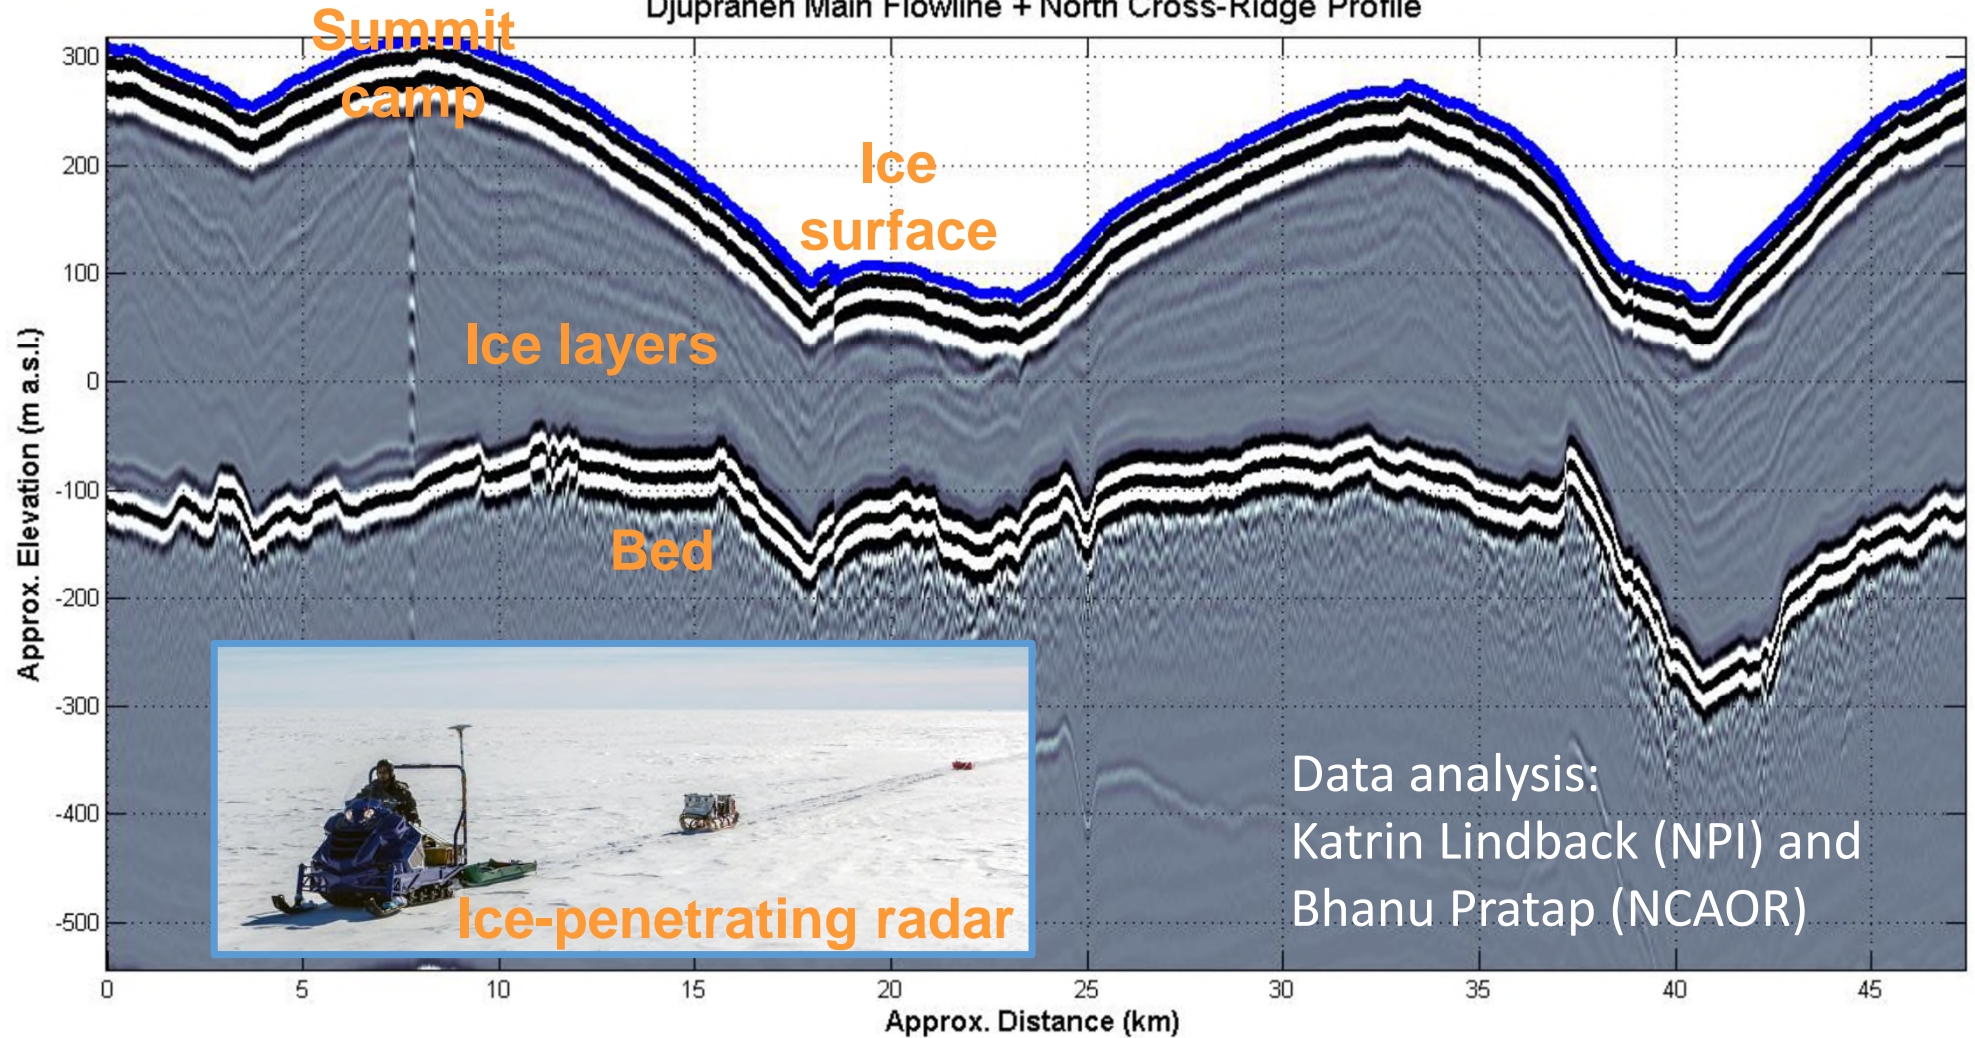 Djupranen Main Flowline + North Cross-Ridge Profile
Summit
camp
Ice
surface
Ice layers
Bed
Ice-penetrating radar
Data analysis:
Katrin Lindback (NPI) and
Bhanu Pratap (NCAOR)
Approx. Elevation (m a.s.l.)
300
200
100
0
-100
-200
-300
-400
-500
0 5 10 15 20 25 30 35 40 45
Approx. Distance (km)